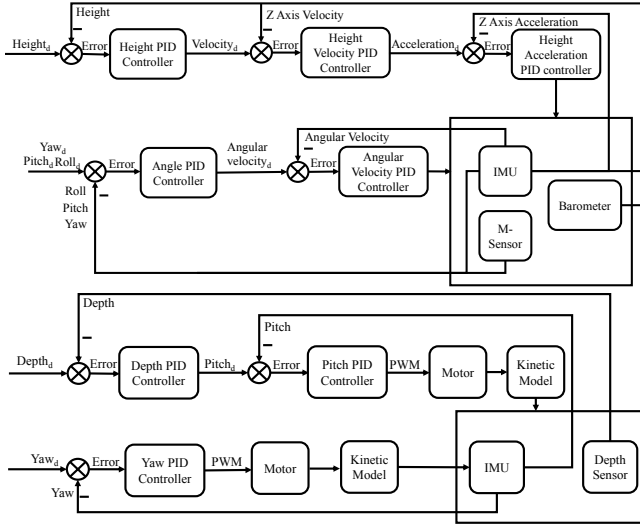 Height
Z Axis Velocity
Z Axis Acceleration
Height_d
Error
Height PID
Controller
Velocity_d
Error
Height
Velocity PID
Controller
Acceleration_d
Error
Height
Acceleration
PID controller
Yaw_d
Pitch_d Roll_d
Error
Angle PID
Controller
Angular
velocity_d
Angular Velocity
Error
Angular
Velocity PID
Controller
IMU
Barometer
M-
Sensor
Roll
Pitch
Yaw
Depth
Pitch
Depth_d
Error
Depth PID
Controller
Pitch_d
Error
Pitch PID
Controller
PWM
Motor
Kinetic
Model
Yaw_d
Error
Yaw PID
Controller
PWM
Motor
Kinetic
Model
IMU
Depth
Sensor
Yaw